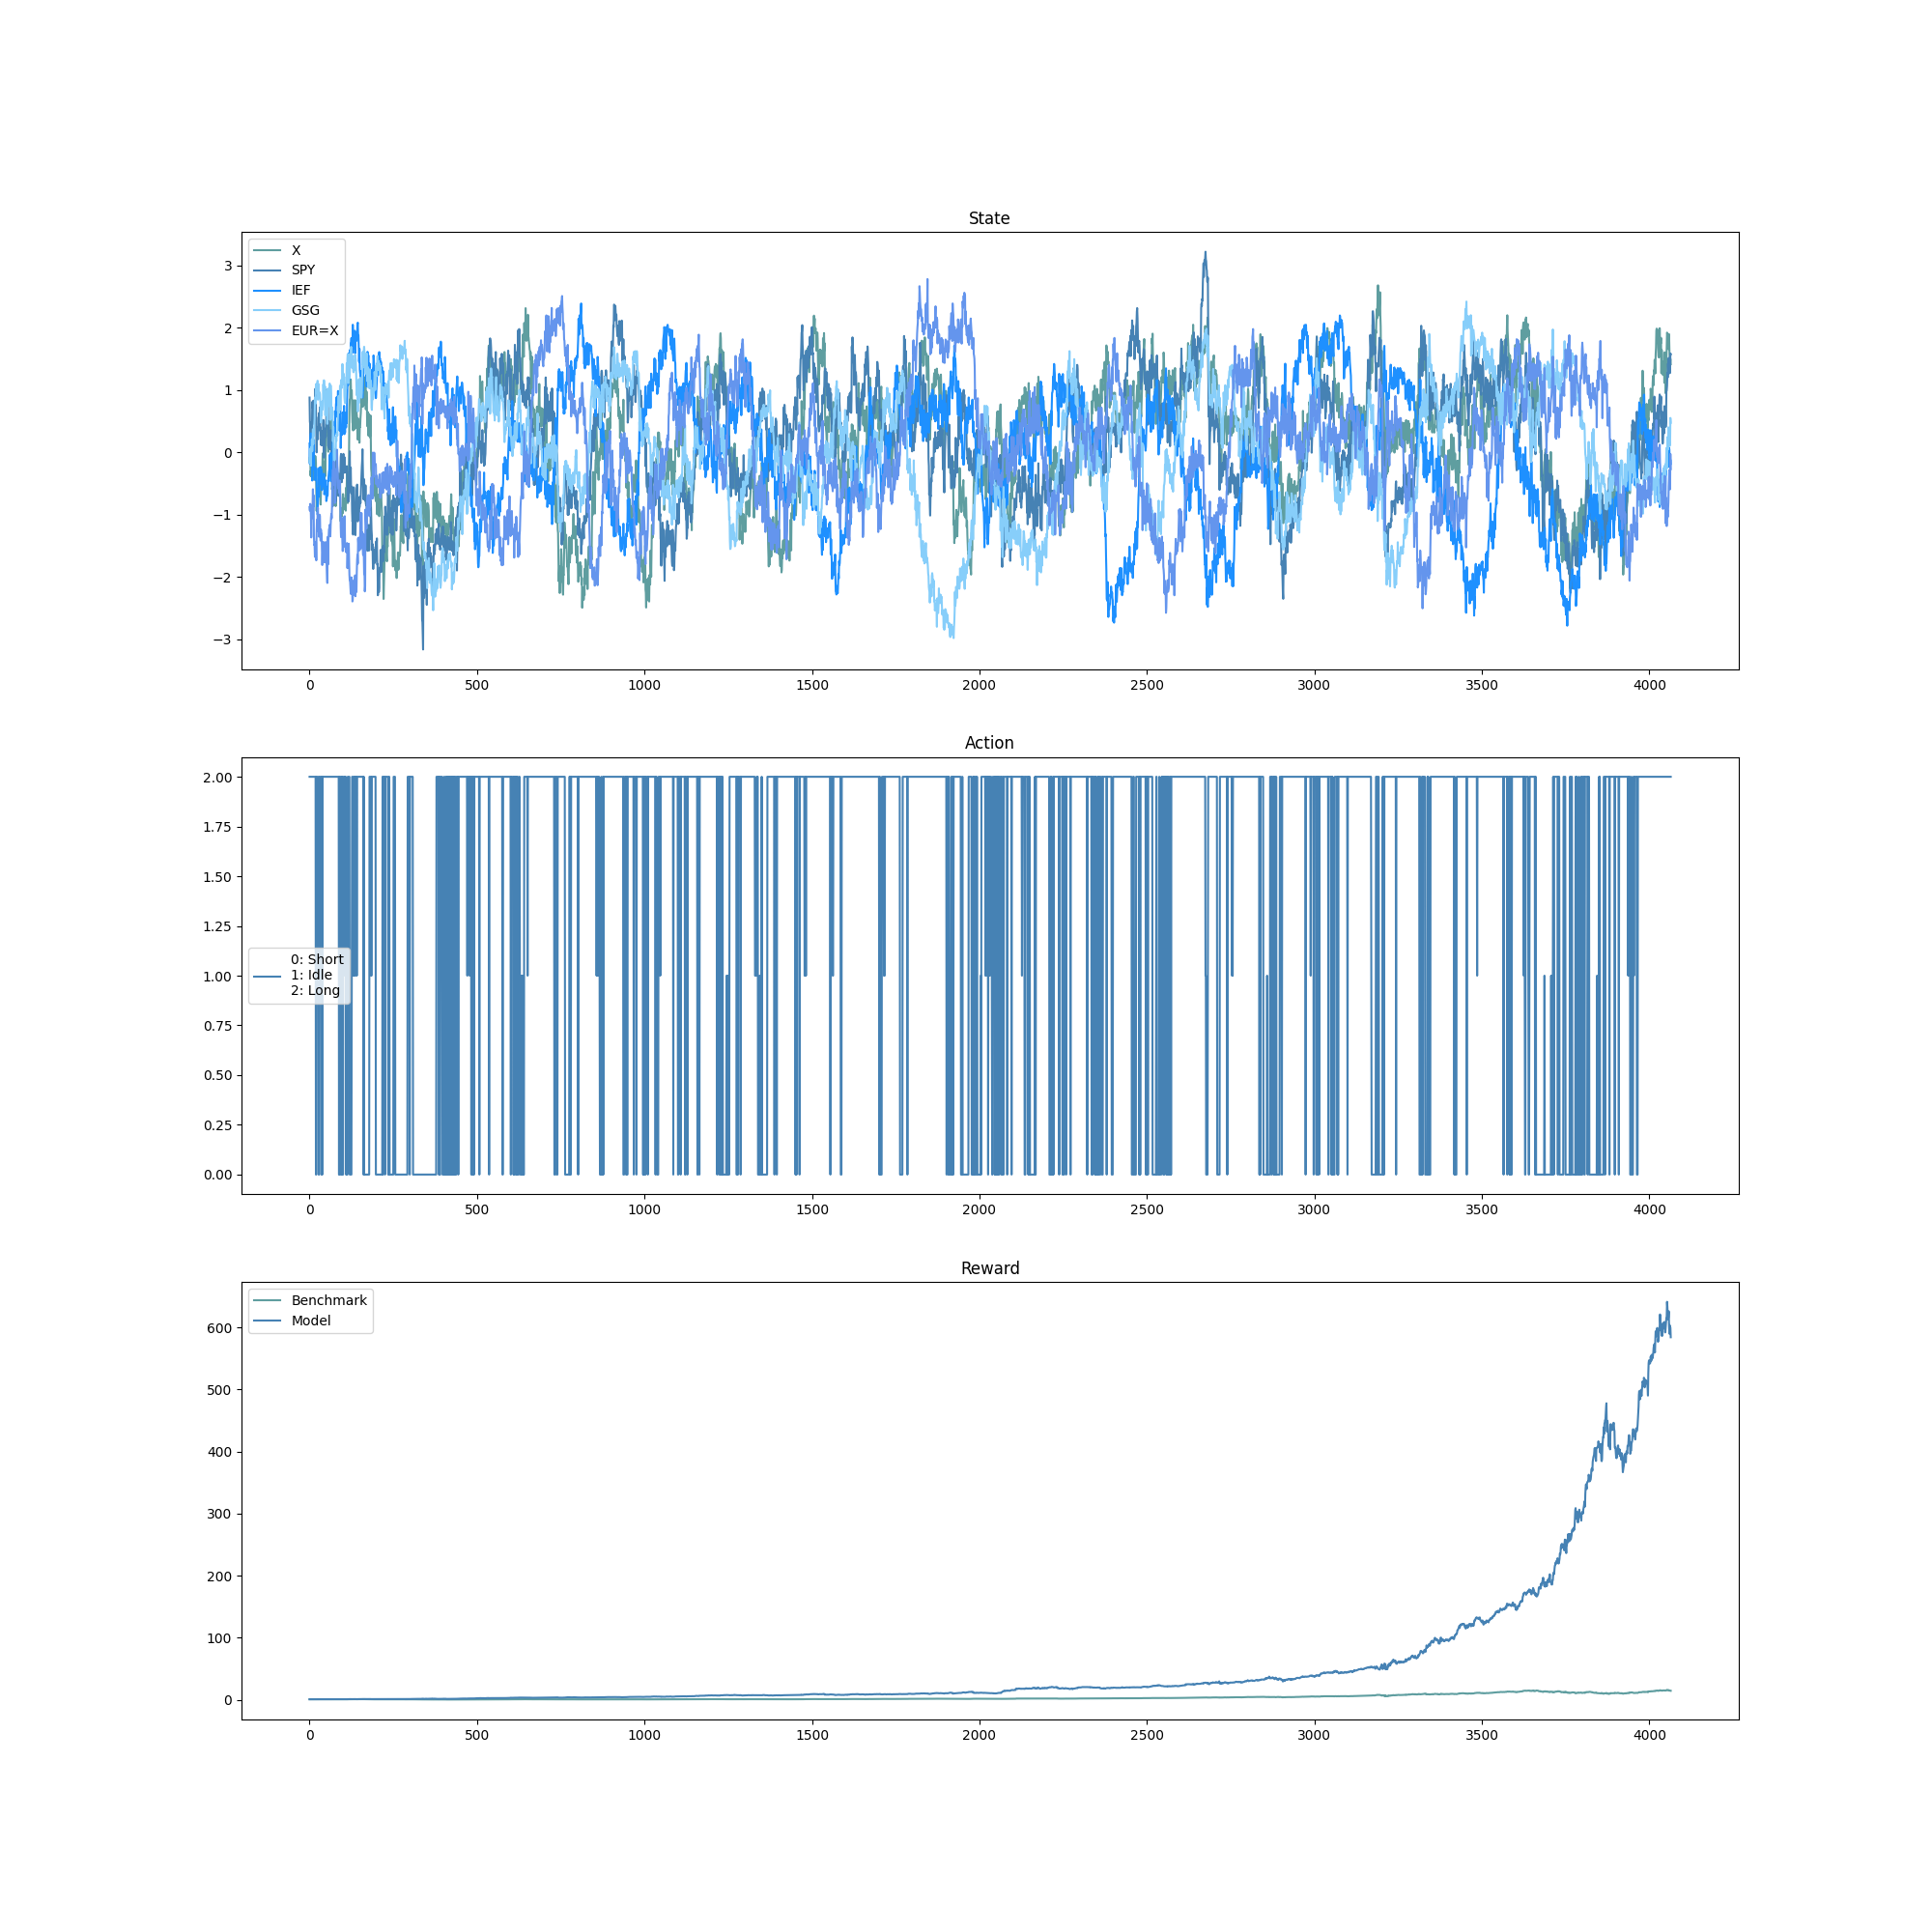 State
X
SPY
IEF
GSG
EUR=X
3
2
1
0
−1
−2
−3
0 500 1000 1500 2000 2500 3000 3500 4000
Action
2.00
1.75
1.50
1.25
1.00
0.75
0.50
0.25
0.00
0: Short
1: Idle
2: Long
0 500 1000 1500 2000 2500 3000 3500 4000
Reward
Benchmark
Model
600
500
400
300
200
100
0
0 500 1000 1500 2000 2500 3000 3500 4000